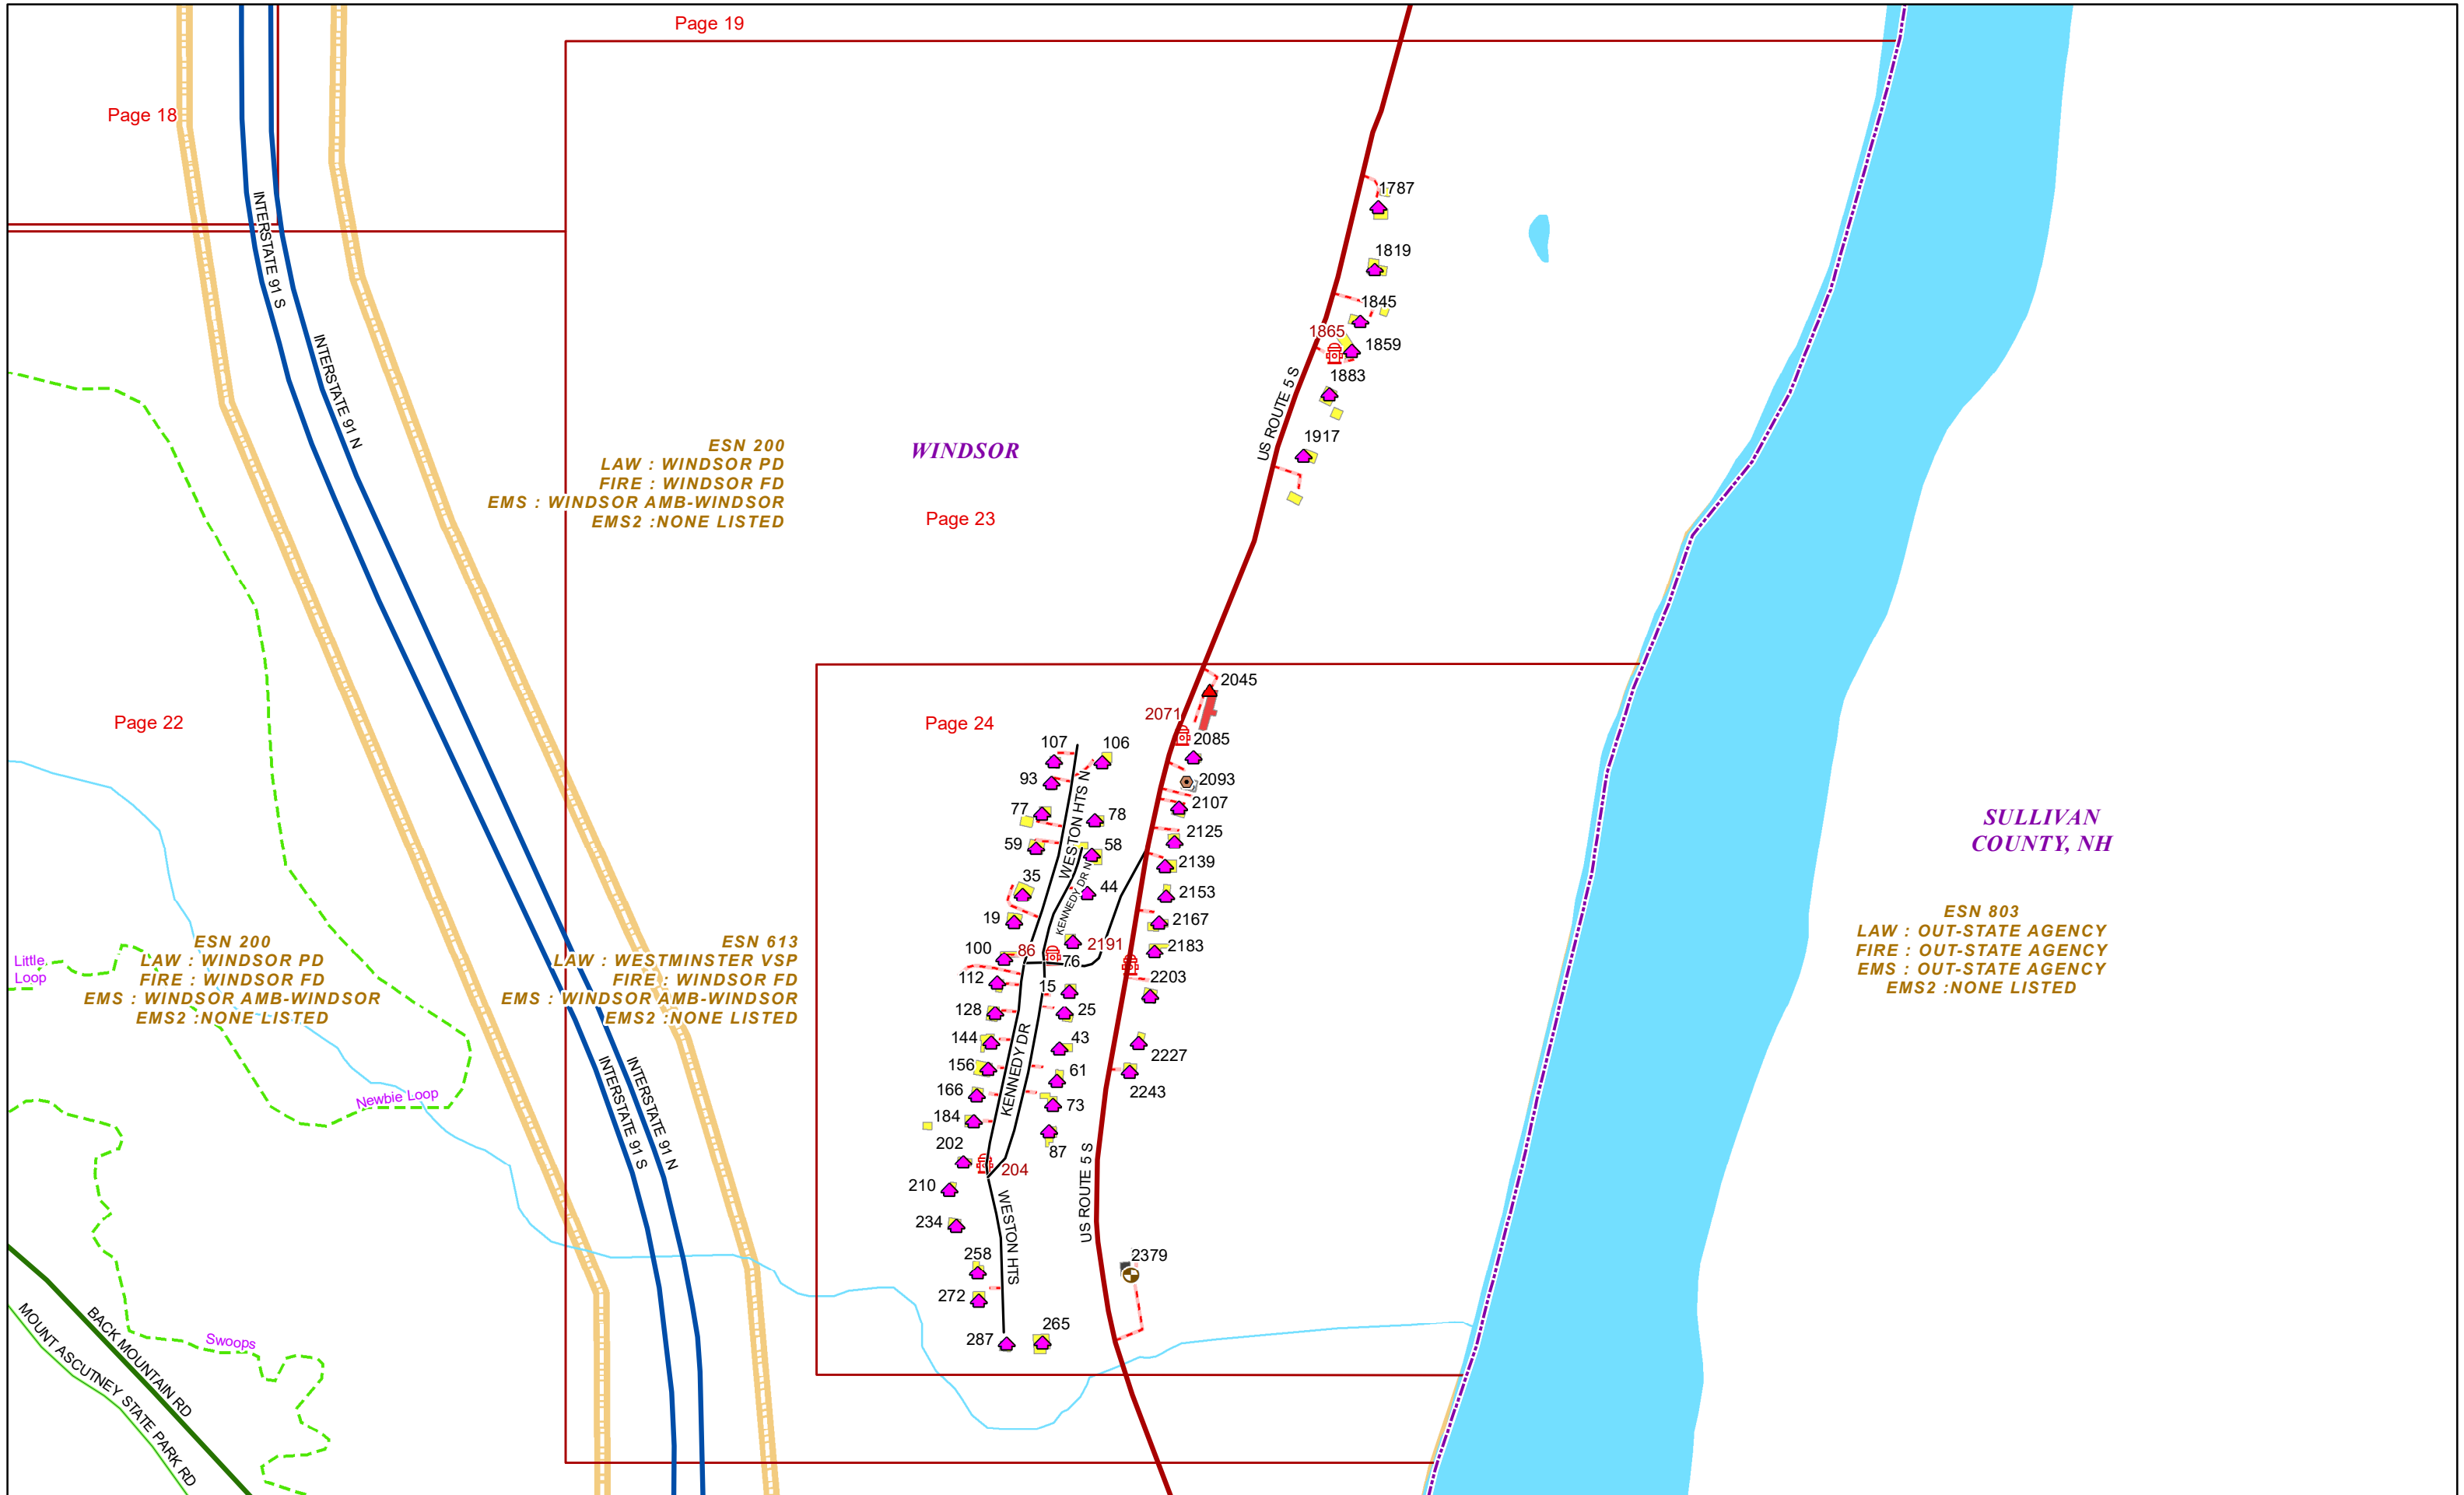 Page 19
Page 18
INTERSTATE 91 S
INTERSTATE 91 N
1787
1819
1845
1865
1859
1883
1917
US ROUTE 5 S
ESN 200
LAW : WINDSOR PD
FIRE : WINDSOR FD
EMS : WINDSOR AMB-WINDSOR
EMS2 :NONE LISTED
WINDSOR
Page 23
Page 22
Page 24
2045
2071
2085
2093
2107
2125
2139
2153
2167
2183
2191
2203
2227
2243
2379
107
106
93
77
78
59
58
35
44
19
100
86
76
112
15
128
25
144
43
156
61
166
73
184
87
202
204
210
234
258
272
287
265
WESTON HTS N
KENNEDY DR N
KENNEDY DR
WESTON HTS
US ROUTE 5 S
SULLIVAN
COUNTY, NH
ESN 803
LAW : OUT-STATE AGENCY
FIRE : OUT-STATE AGENCY
EMS : OUT-STATE AGENCY
EMS2 :NONE LISTED
ESN 200
LAW : WINDSOR PD
FIRE : WINDSOR FD
EMS : WINDSOR AMB-WINDSOR
EMS2 :NONE LISTED
ESN 613
LAW : WESTMINSTER VSP
FIRE : WINDSOR FD
EMS : WINDSOR AMB-WINDSOR
EMS2 :NONE LISTED
Little
Loop
Newbie Loop
INTERSTATE 91 S
INTERSTATE 91 N
Swoops
BACK MOUNTAIN RD
MOUNT ASCUTNEY STATE PARK RD